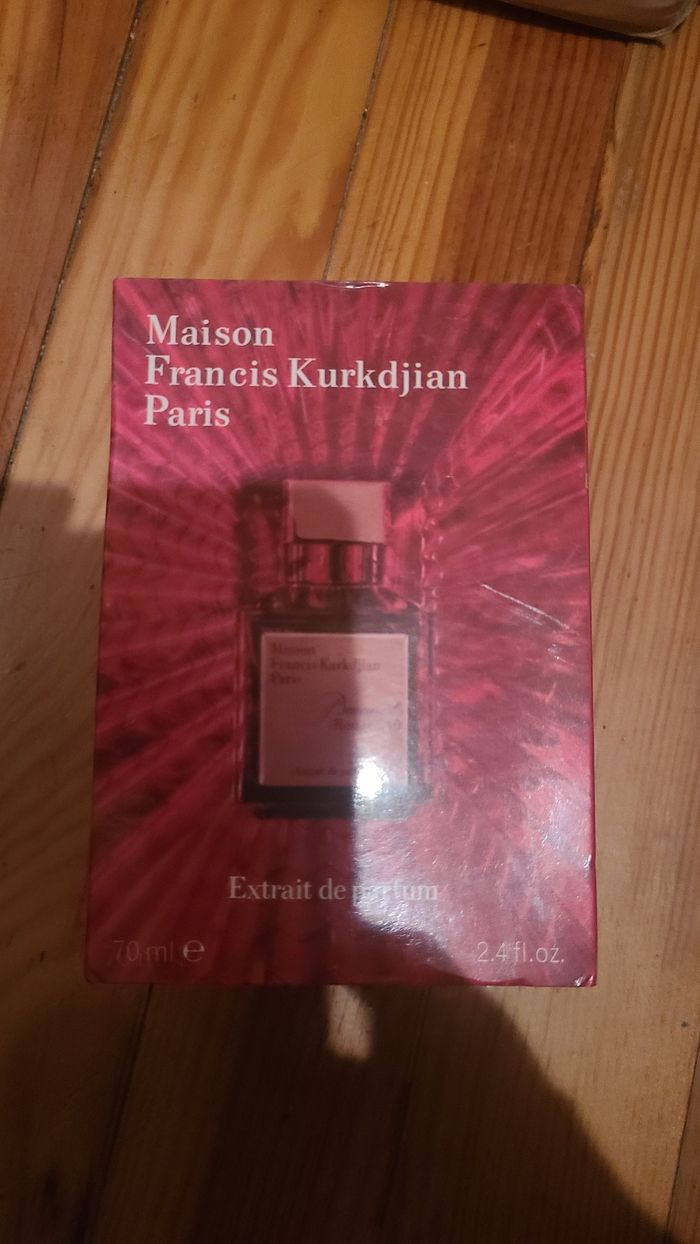 Maison
Francis Kurkdjian
Paris
Maison
Francis Kurkdjian
Paris
Extrait de parfum
70 ml ℮
2.4 fl.oz.